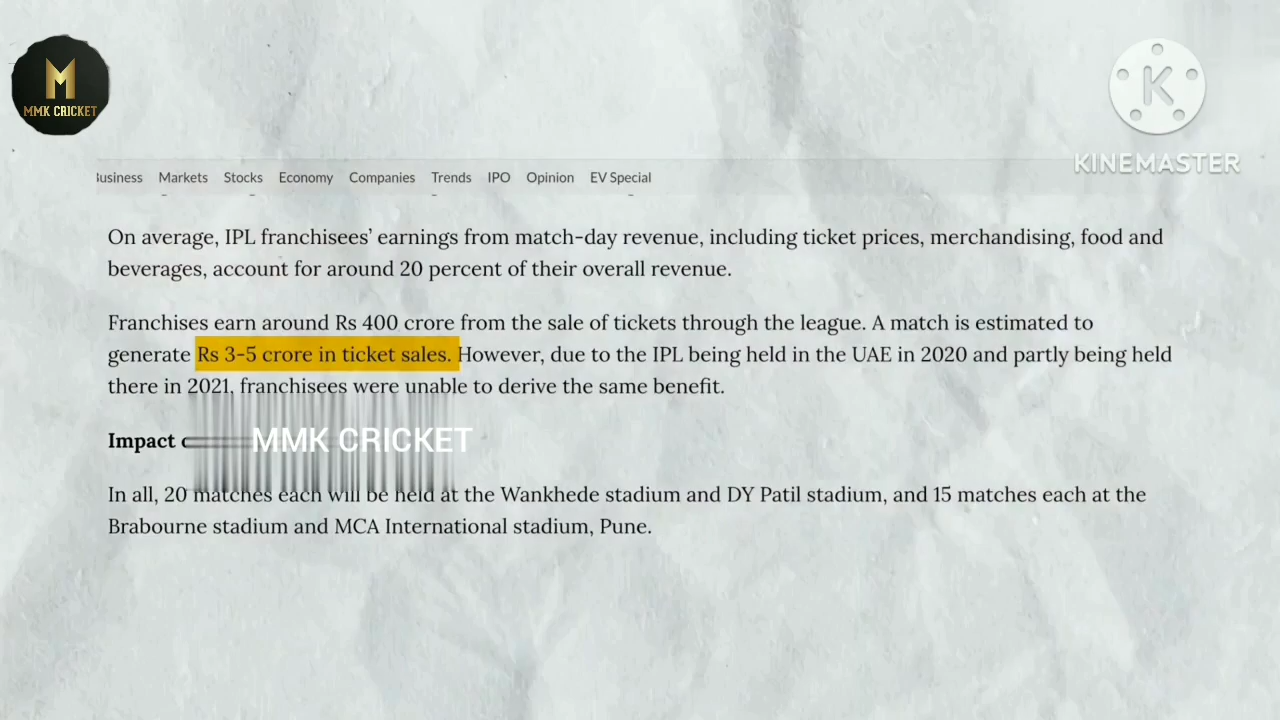 M
MMK CRICKET
K
KINEMASTER
Markets Stocks Economy Companies Trends IPO Opinion EV Special
On average, IPL franchisees’ earnings from match-day revenue, including ticket prices, merchandising, food and
beverages, account for around 20 percent of their overall revenue.
Franchises earn around Rs 400 crore from the sale of tickets through the league. A match is estimated to
generate Rs 3-5 crore in ticket sales. However, due to the IPL being held in the UAE in 2020 and partly being held
there in 2021, franchisees were unable to derive the same benefit.
Impact
MMK CRICKET
In all, 20 matches each will be held at the Wankhede stadium and DY Patil stadium, and 15 matches each at the
Brabourne stadium and MCA International stadium, Pune.